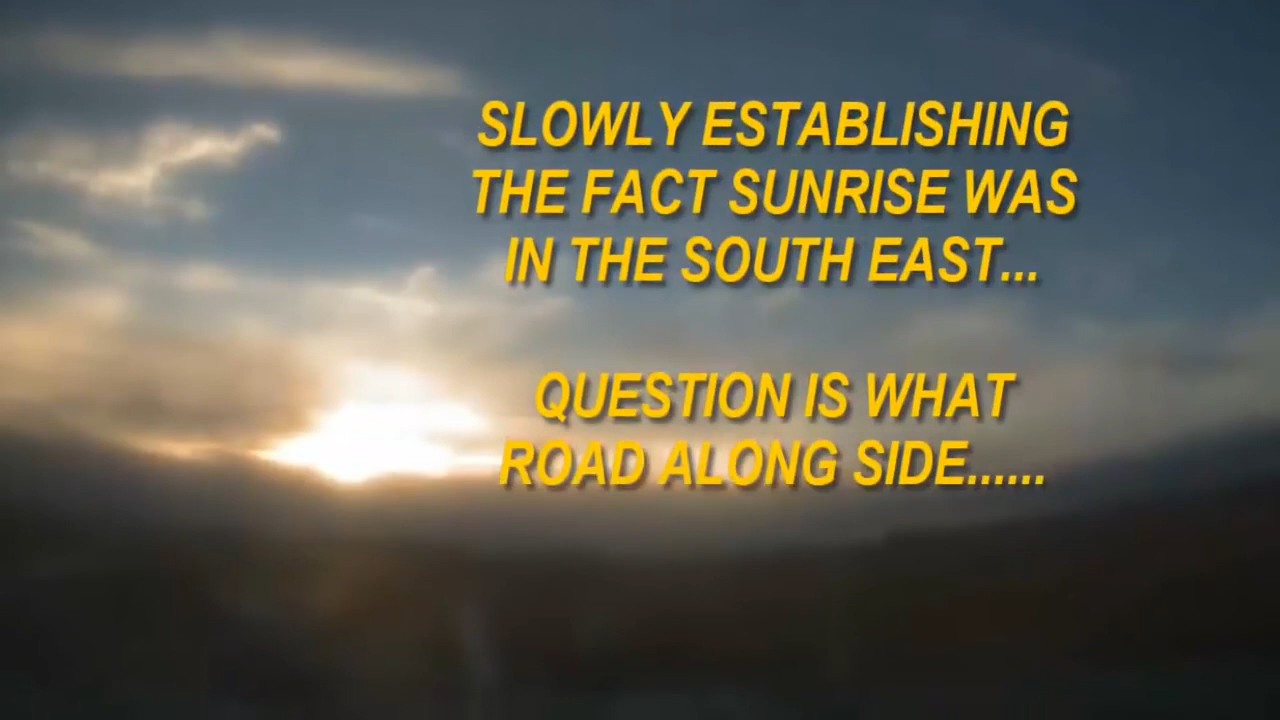 SLOWLY ESTABLISHING
THE FACT SUNRISE WAS
IN THE SOUTH EAST...
QUESTION IS WHAT
ROAD ALONG SIDE......